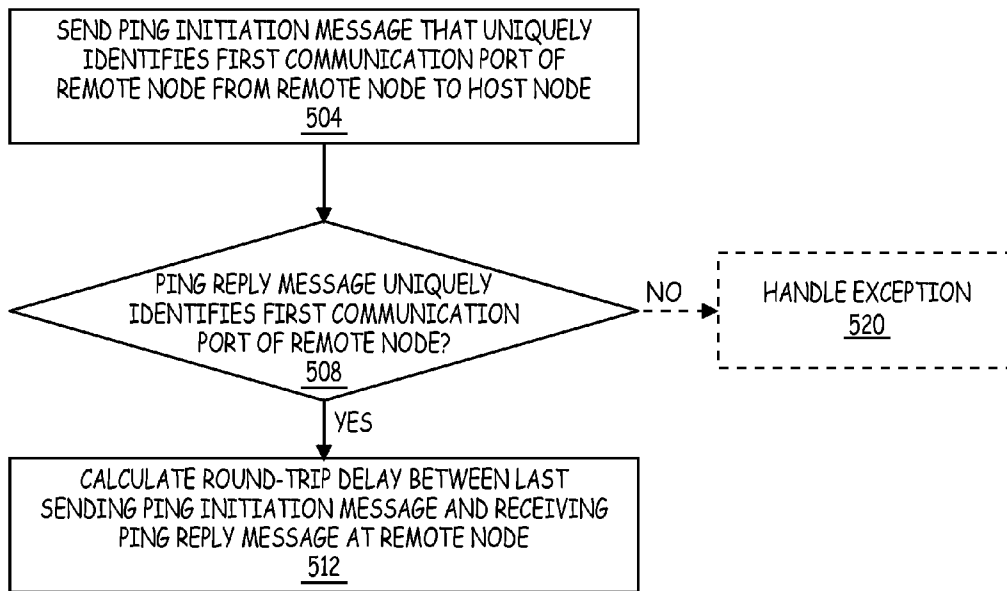 SEND PING INITIATION MESSAGE THAT UNIQUELY
IDENTIFIES FIRST COMMUNICATION PORT OF
REMOTE NODE FROM REMOTE NODE TO HOST NODE
504
PING REPLY MESSAGE UNIQUELY
IDENTIFIES FIRST COMMUNICATION
PORT OF REMOTE NODE?
508
NO
HANDLE EXCEPTION
520
YES
CALCULATE ROUND-TRIP DELAY BETWEEN LAST
SENDING PING INITIATION MESSAGE AND RECEIVING
PING REPLY MESSAGE AT REMOTE NODE
512